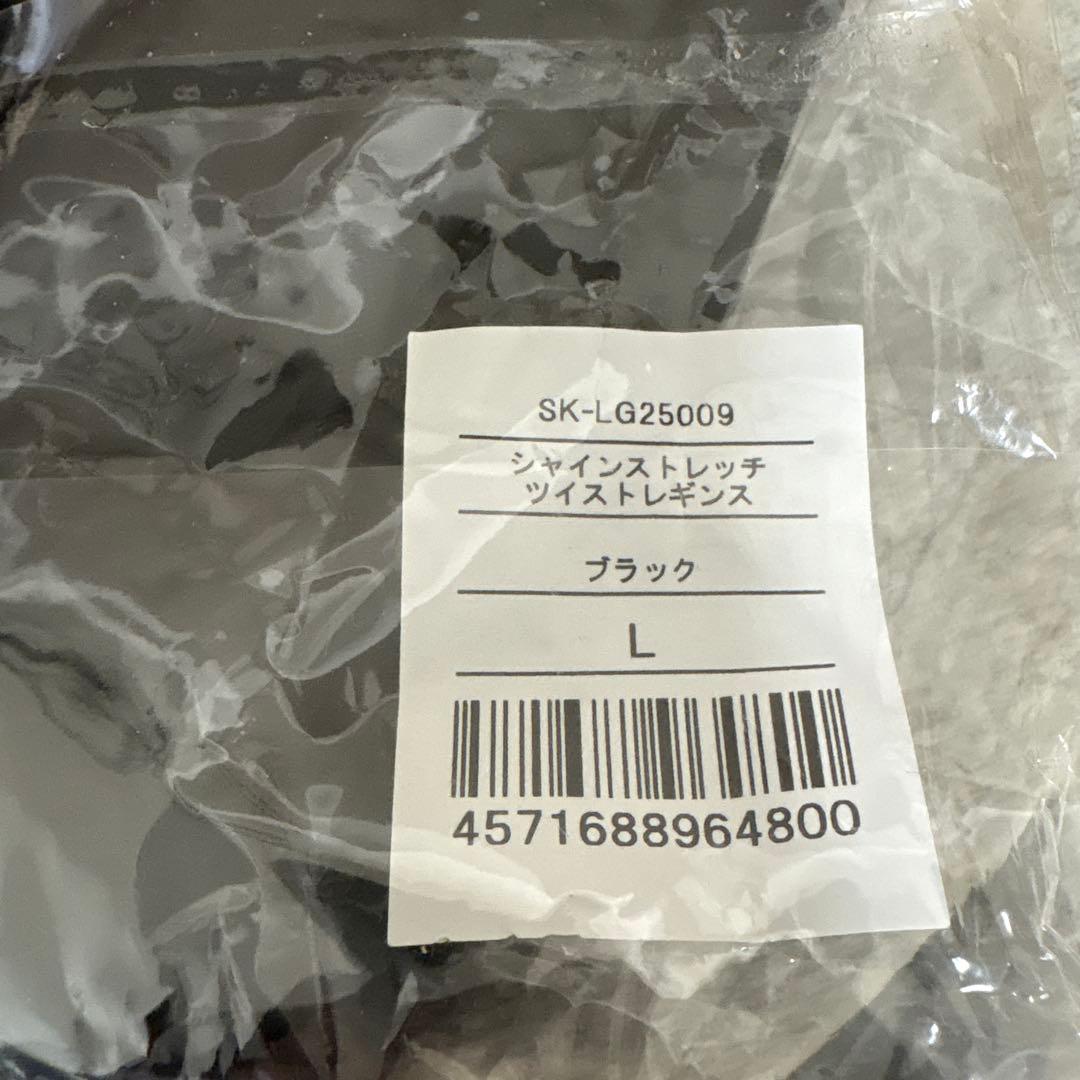 SK-LG25009
シャインストレッチ
ツイストレギンス
ブラック
L
4571688964800